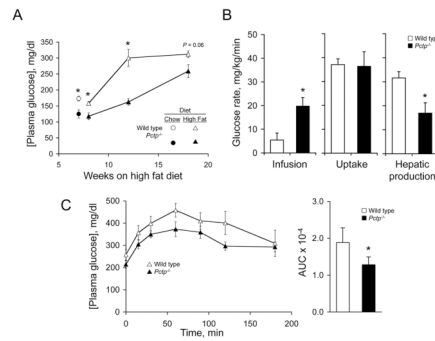 A
[Plasma glucose], mg/dl
400
300
200
100
0
*
*
*
P = 0.06
Diet
Chow High Fat
Wild type
Pctp-/-
5
10
15
20
Weeks on high fat diet
B
Wild type
Pctp-/-
Glucose rate, mg/kg/min
50
40
30
20
10
0
*
*
Infusion
Uptake
Hepatic
production
C
[Plasma glucose], mg/dl
500
400
300
200
100
0
Wild type
Pctp-/-
0
50
100
150
200
Time, min
Wild type
Pctp-/-
AUC x 10-4
3.0
2.0
1.0
0.0
*